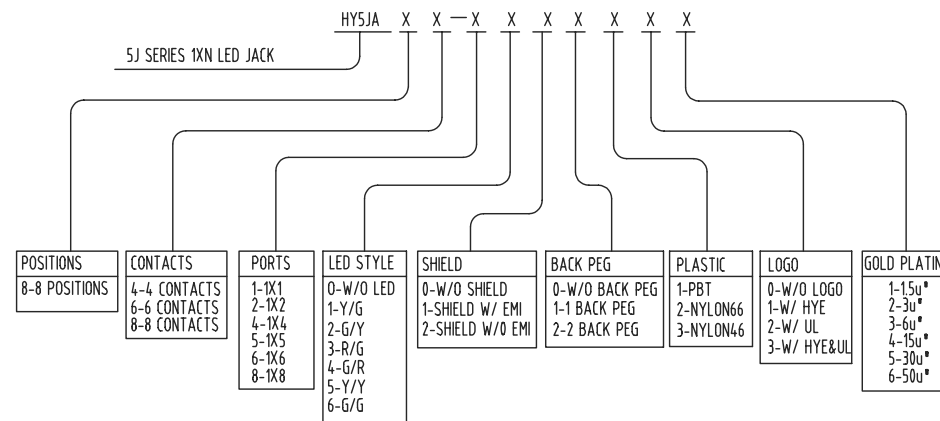 HY5JA X X-X X X X X X X
5J SERIES 1XN LED JACK
POSITIONS
8-8 POSITIONS
CONTACTS
4-4 CONTACTS
6-6 CONTACTS
8-8 CONTACTS
PORTS
1-1X1
2-1X2
4-1X4
5-1X5
6-1X6
8-1X8
LED STYLE
0-W/O LED
1-Y/G
2-G/Y
3-R/G
4-G/R
5-Y/Y
6-G/G
SHIELD
0-W/O SHIELD
1-SHIELD W/ EMI
2-SHIELD W/O EMI
BACK PEG
0-W/O BACK PEG
1-1 BACK PEG
2-2 BACK PEG
PLASTIC
1-PBT
2-NYLON66
3-NYLON46
LOGO
0-W/O LOGO
1-W/ HYE
2-W/ UL
3-W/ HYE&UL
GOLD PLATIN
1-1.5u"
2-3u"
3-6u"
4-15u"
5-30u"
6-50u"